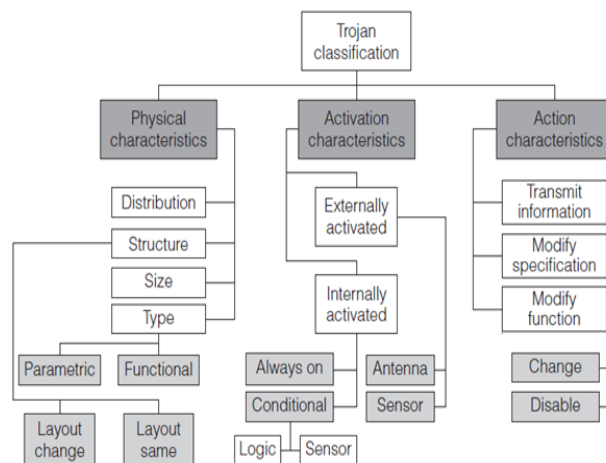 Trojan
classification
Physical
characteristics
Activation
characteristics
Action
characteristics
Distribution
Structure
Size
Type
Parametric
Functional
Layout
change
Layout
same
Externally
activated
Internally
activated
Always on
Conditional
Logic
Sensor
Antenna
Sensor
Transmit
information
Modify
specification
Modify
function
Change
Disable